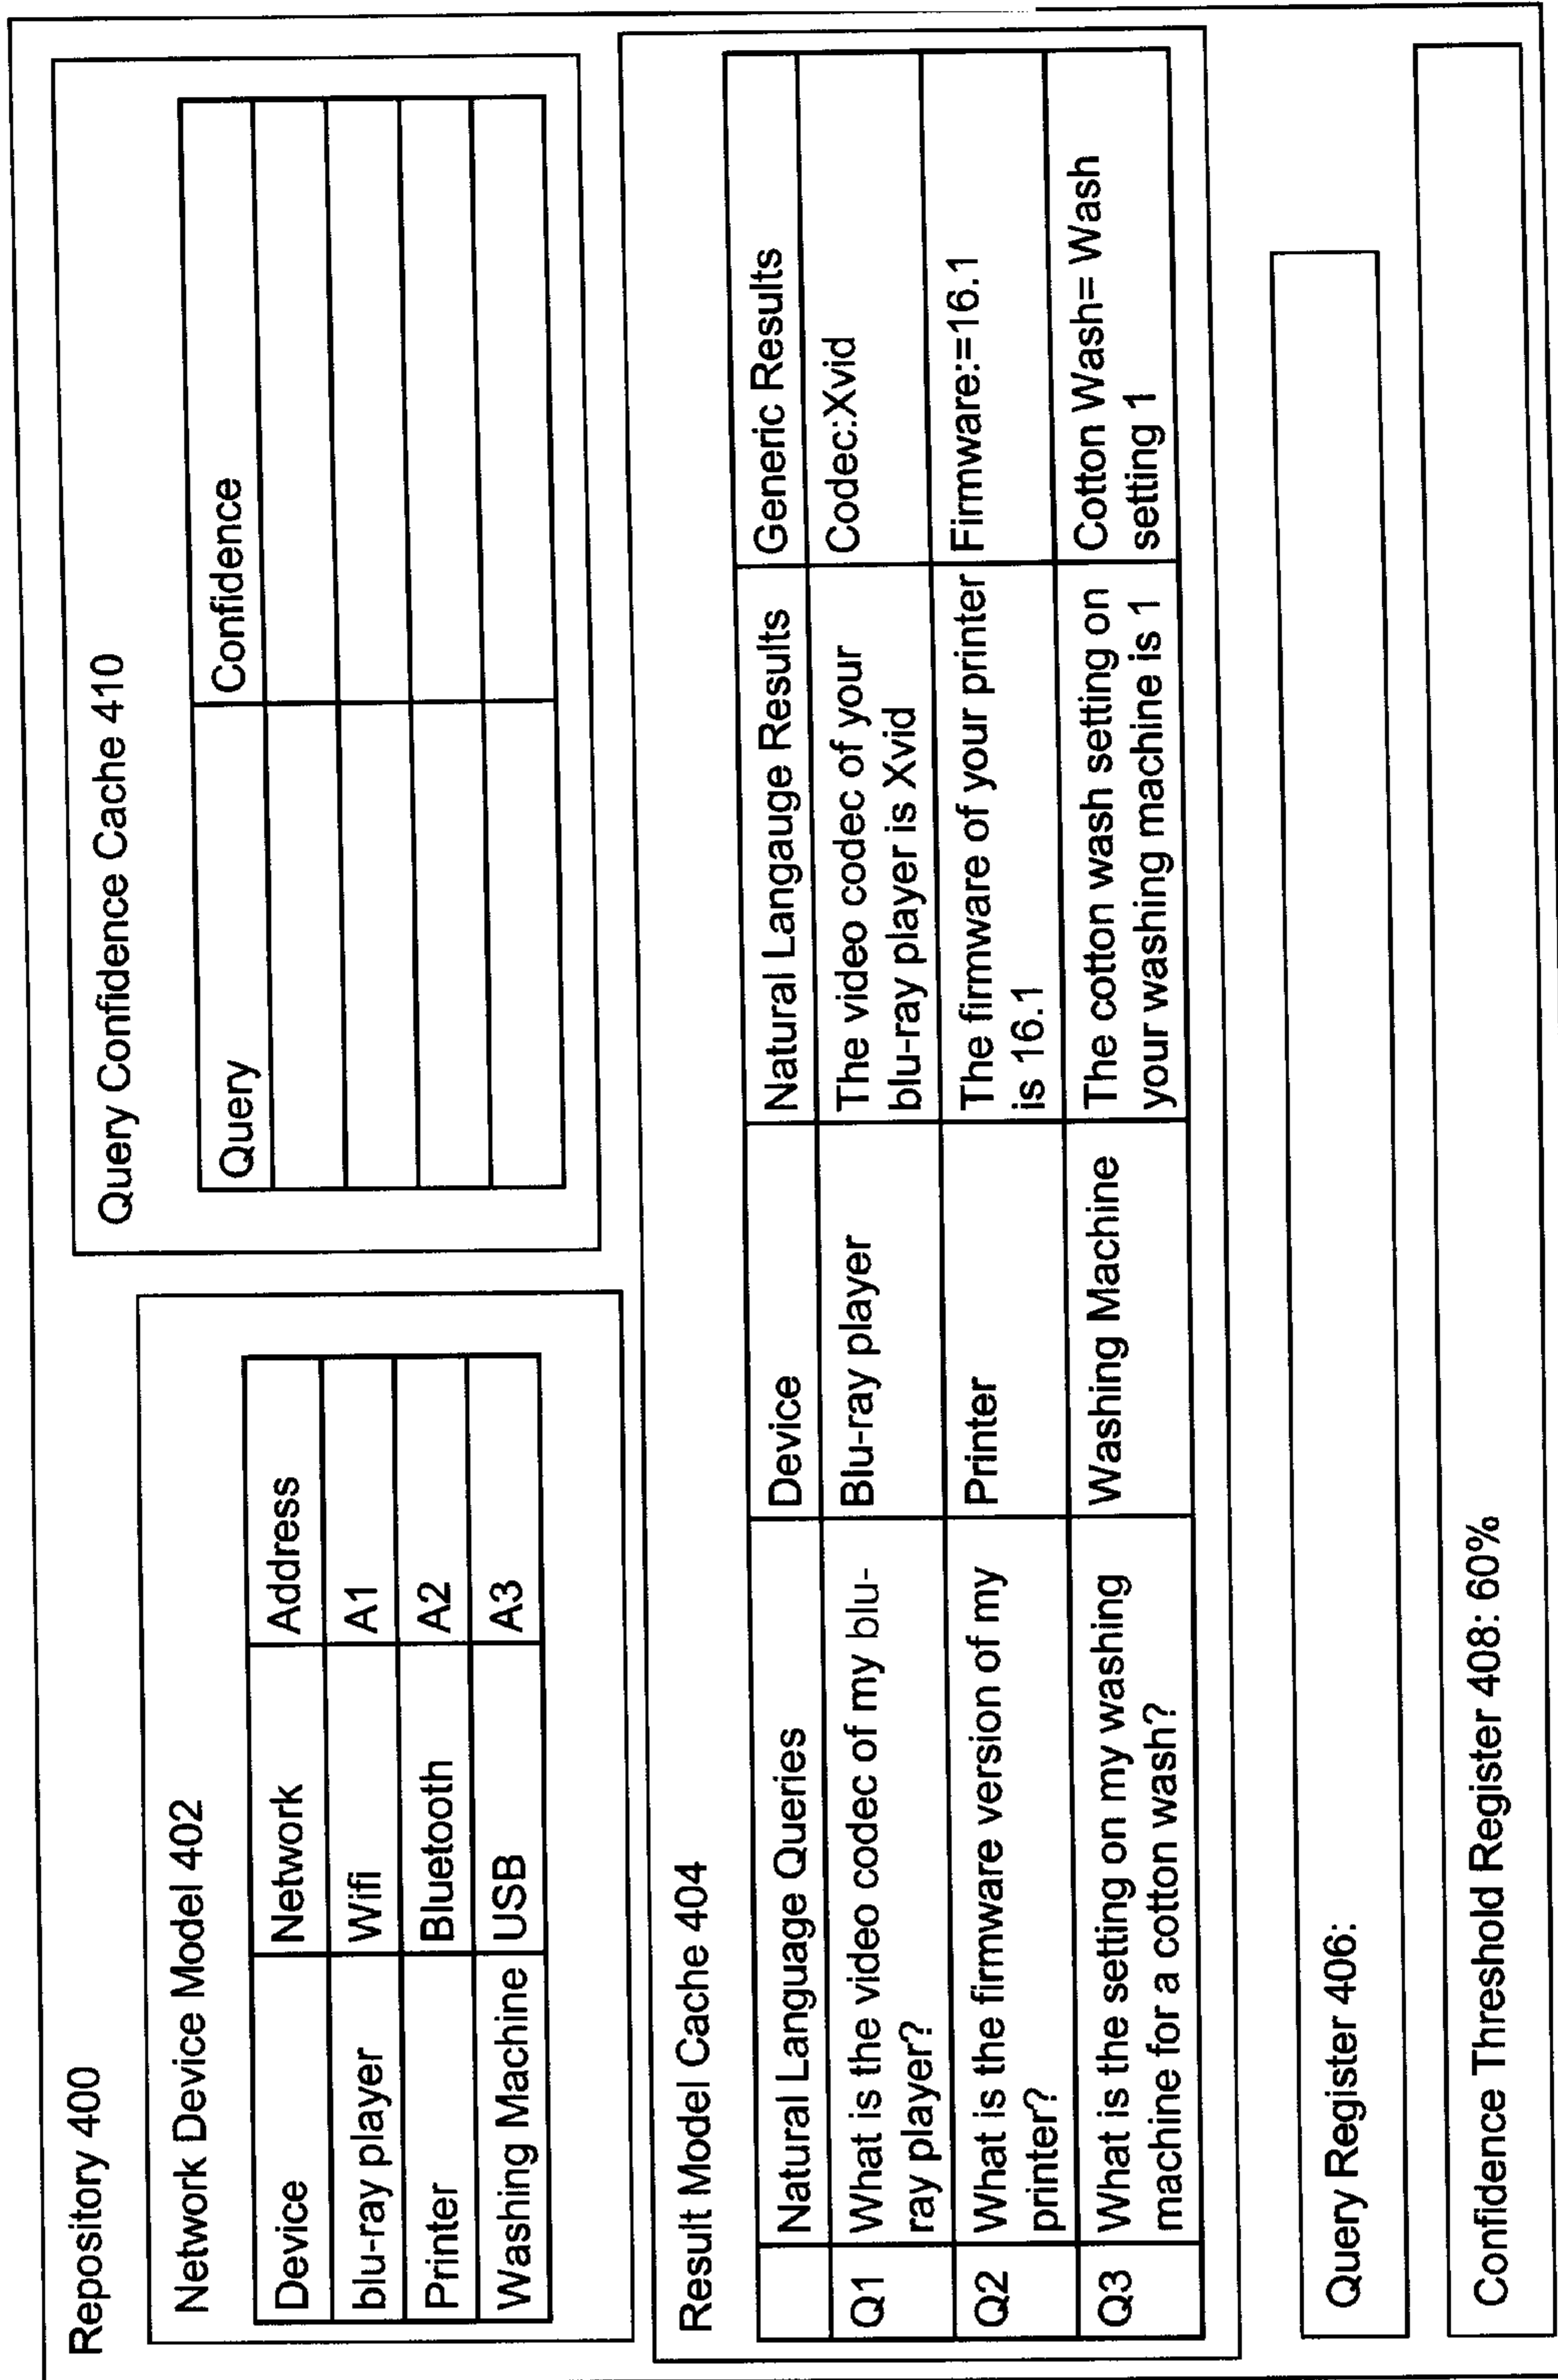 Repository 400
Network Device Model 402
Device Network Address
blu-ray player Wifi A1
Printer Bluetooth A2
Washing Machine USB A3
Query Confidence Cache 410
Query Confidence
Result Model Cache 404
Natural Language Queries Device Natural Langauge Results Generic Results
Q1 What is the video codec of my blu-
ray player? Blu-ray player The video codec of your
blu-ray player is Xvid Codec:Xvid
Q2 What is the firmware version of my
printer? Printer The firmware of your printer
is 16.1 Firmware:=16.1
Q3 What is the setting on my washing
machine for a cotton wash? Washing Machine The cotton wash setting on
your washing machine is 1 Cotton Wash= Wash
setting 1
Query Register 406:
Confidence Threshold Register 408: 60%